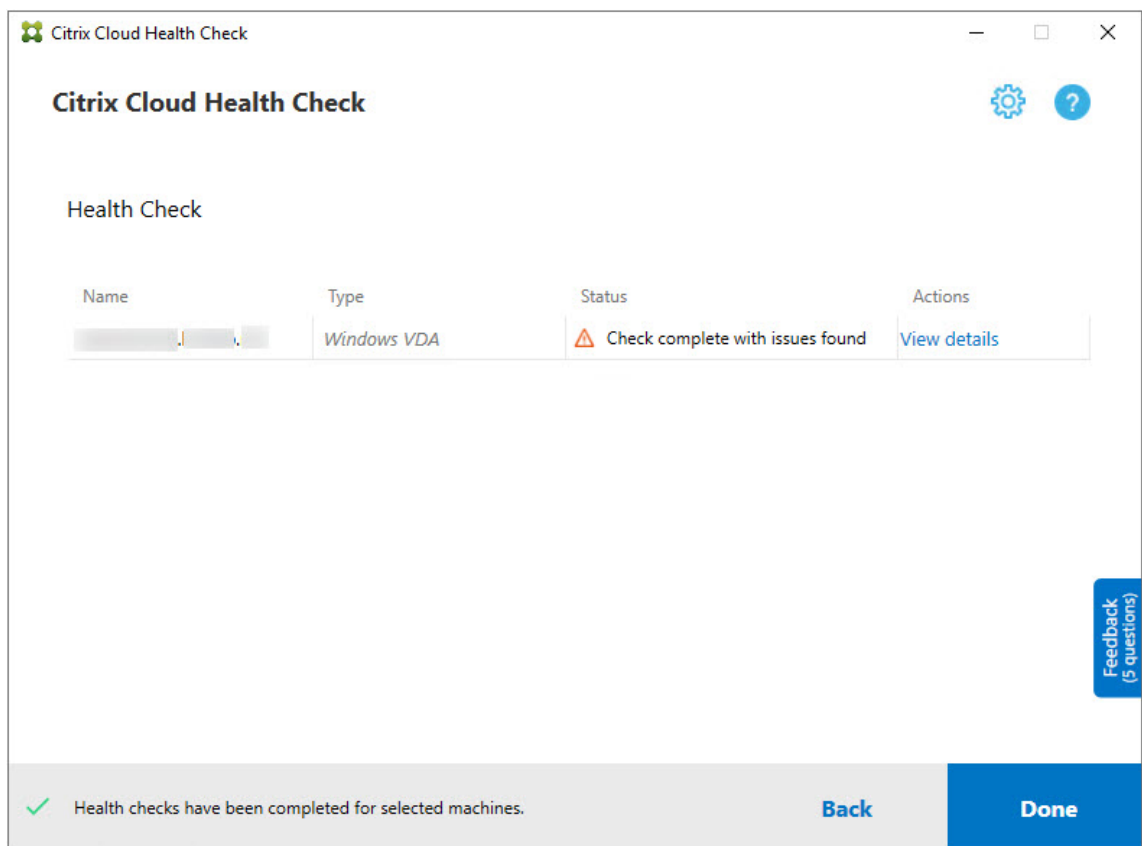 Citrix Cloud Health Check
Citrix Cloud Health Check
?
Health Check
Name Type Status Actions
Windows VDA Check complete with issues found View details
Feedback
(5 questions)
Health checks have been completed for selected machines. Back Done